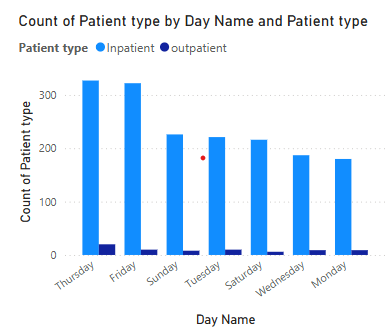 Count of Patient type by Day Name and Patient type
Patient type Inpatient outpatient
Count of Patient type
300
200
100
0
Thursday Friday Sunday Tuesday Saturday Wednesday Monday
Day Name